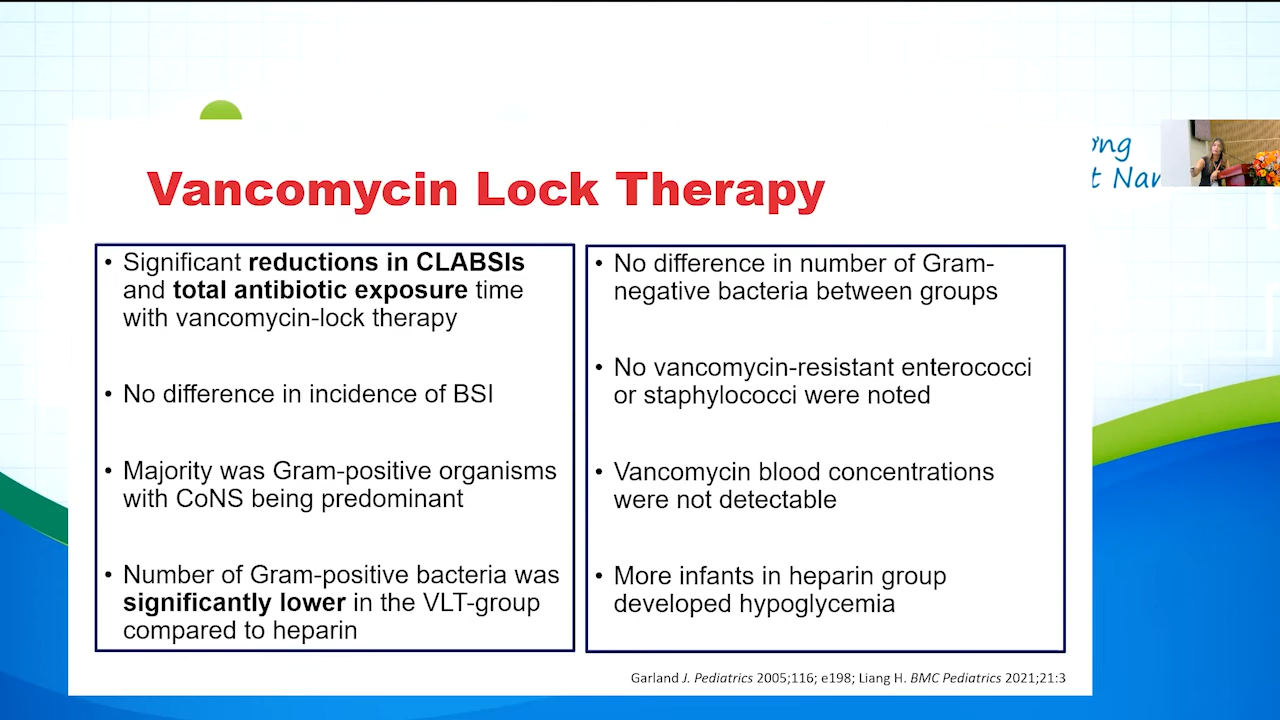 Vancomycin Lock Therapy
• Significant reductions in CLABSIs
and total antibiotic exposure time
with vancomycin-lock therapy
• No difference in incidence of BSI
• Majority was Gram-positive organisms
with CoNS being predominant
• Number of Gram-positive bacteria was
significantly lower in the VLT-group
compared to heparin
• No difference in number of Gram-
negative bacteria between groups
• No vancomycin-resistant enterococci
or staphylococci were noted
• Vancomycin blood concentrations
were not detectable
• More infants in heparin group
developed hypoglycemia
Garland J. Pediatrics 2005;116; e198; Liang H. BMC Pediatrics 2021;21:3